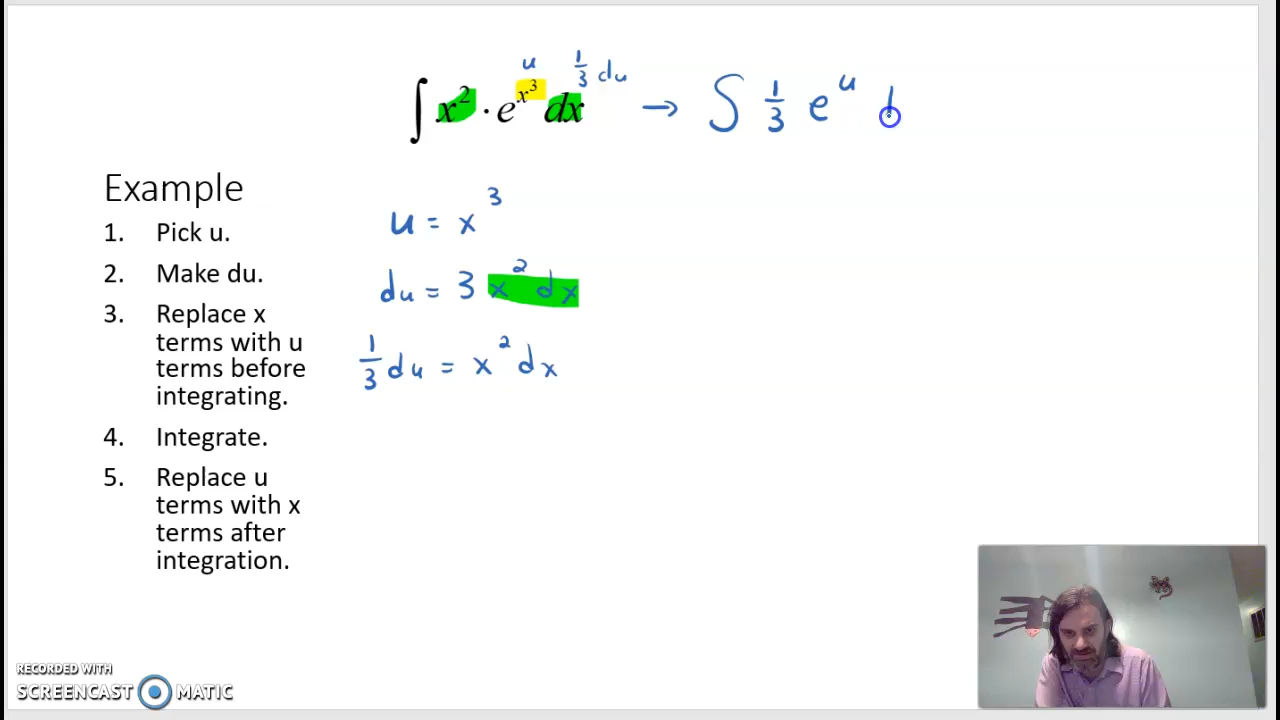 u 1/3 du
∫ x² · e^{x³} dx → ∫ 1/3 e^u d
Example
1. Pick u.
2. Make du.
3. Replace x
terms with u
terms before
integrating.
4. Integrate.
5. Replace u
terms with x
terms after
integration.
u = x³
du = 3 x² dx
1/3 du = x² dx
RECORDED WITH
SCREENCAST MATIC